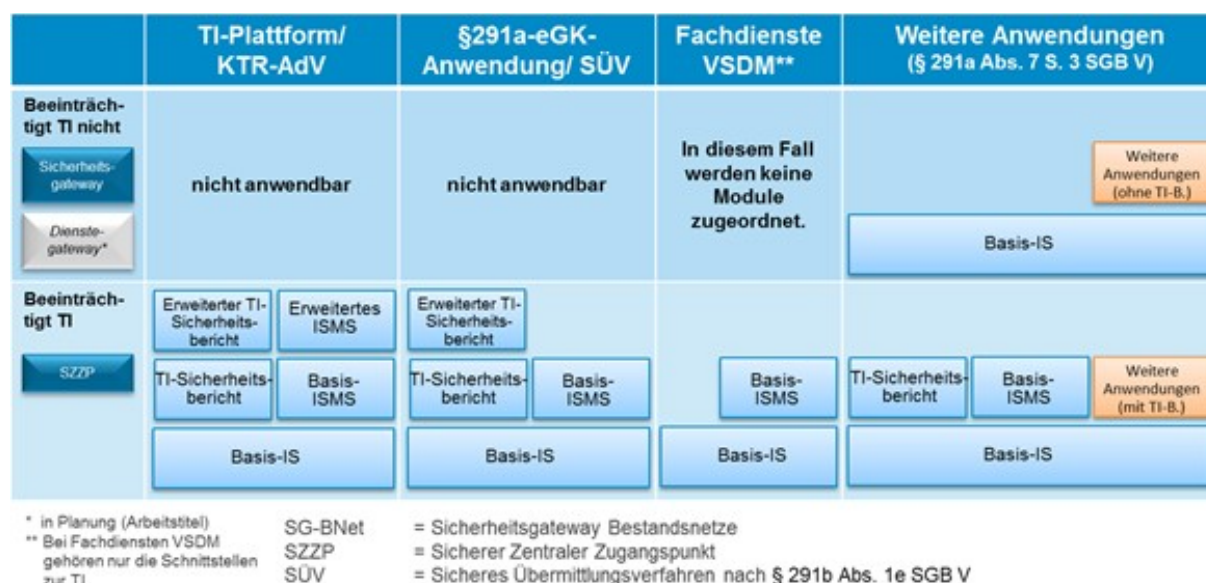 TI-Plattform/
KTR-AdV
§291a-eGK-
Anwendung/ SÜV
Fachdienste
VSDM**
Weitere Anwendungen
(§ 291a Abs. 7 S. 3 SGB V)
Beeinträch-
tigt TI nicht
Sicherheits-
gateway
Dienste-
gateway*
nicht anwendbar
nicht anwendbar
In diesem Fall
werden keine
Module
zugeordnet.
Weitere
Anwendungen
(ohne TI-B.)
Basis-IS
Beeinträch-
tigt TI
SZZP
Erweiterter TI-
Sicherheits-
bericht
Erweitertes
ISMS
TI-Sicherheits-
bericht
Basis-
ISMS
Basis-IS
Erweiterter TI-
Sicherheits-
bericht
TI-Sicherheits-
bericht
Basis-
ISMS
Basis-IS
Basis-
ISMS
Basis-IS
TI-Sicherheits-
bericht
Basis-
ISMS
Weitere
Anwendungen
(mit TI-B.)
Basis-IS
* in Planung (Arbeitstitel)
** Bei Fachdiensten VSDM
gehören nur die Schnittstellen
zur TI
SG-BNet = Sicherheitsgateway Bestandsnetze
SZZP = Sicherer Zentraler Zugangspunkt
SÜV = Sicheres Übermittlungsverfahren nach § 291b Abs. 1e SGB V